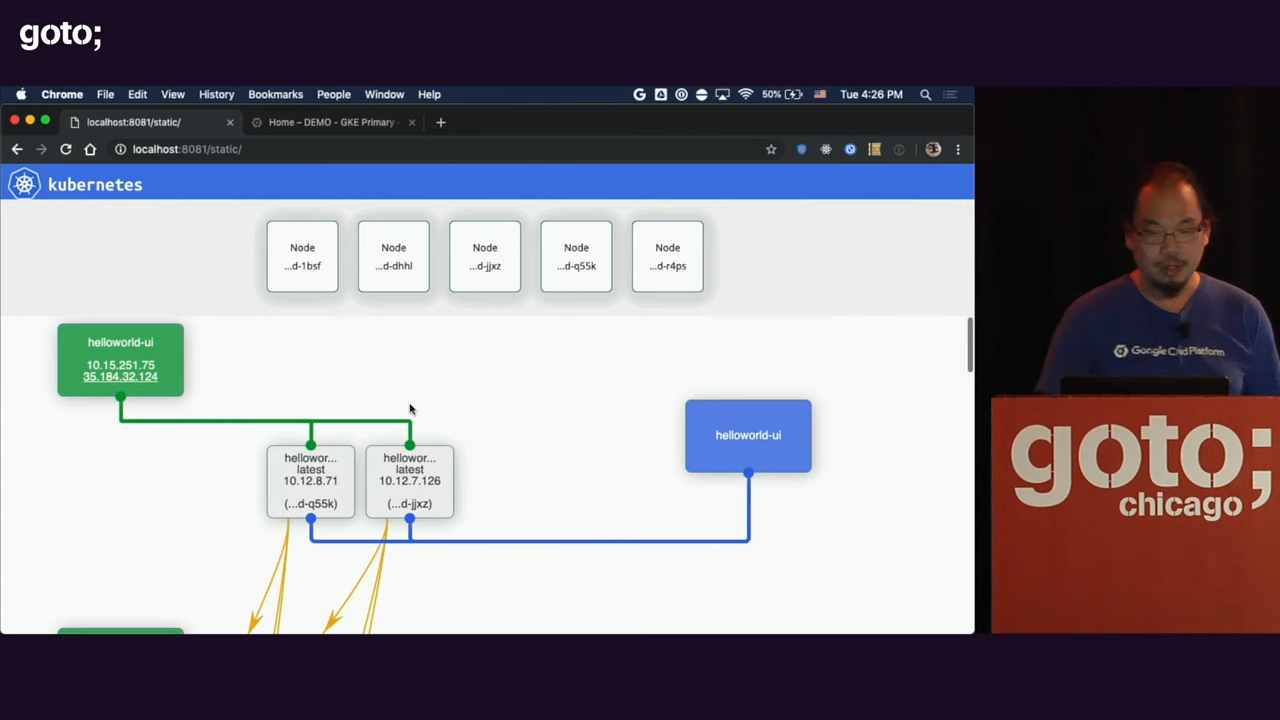 goto;
Chrome File Edit View History Bookmarks People Window Help
50% Tue 4:26 PM
localhost:8081/static/
Home – DEMO - GKE Primary
localhost:8081/static/
kubernetes
Node
...d-1bsf
Node
...d-dhhl
Node
...d-jjxz
Node
...d-q55k
Node
...d-r4ps
helloworld-ui
10.15.251.75
35.184.32.124
hellowor...
latest
10.12.8.71
(...d-q55k)
hellowor...
latest
10.12.7.126
(...d-jjxz)
helloworld-ui
Google Cloud Platform
goto;
chicago